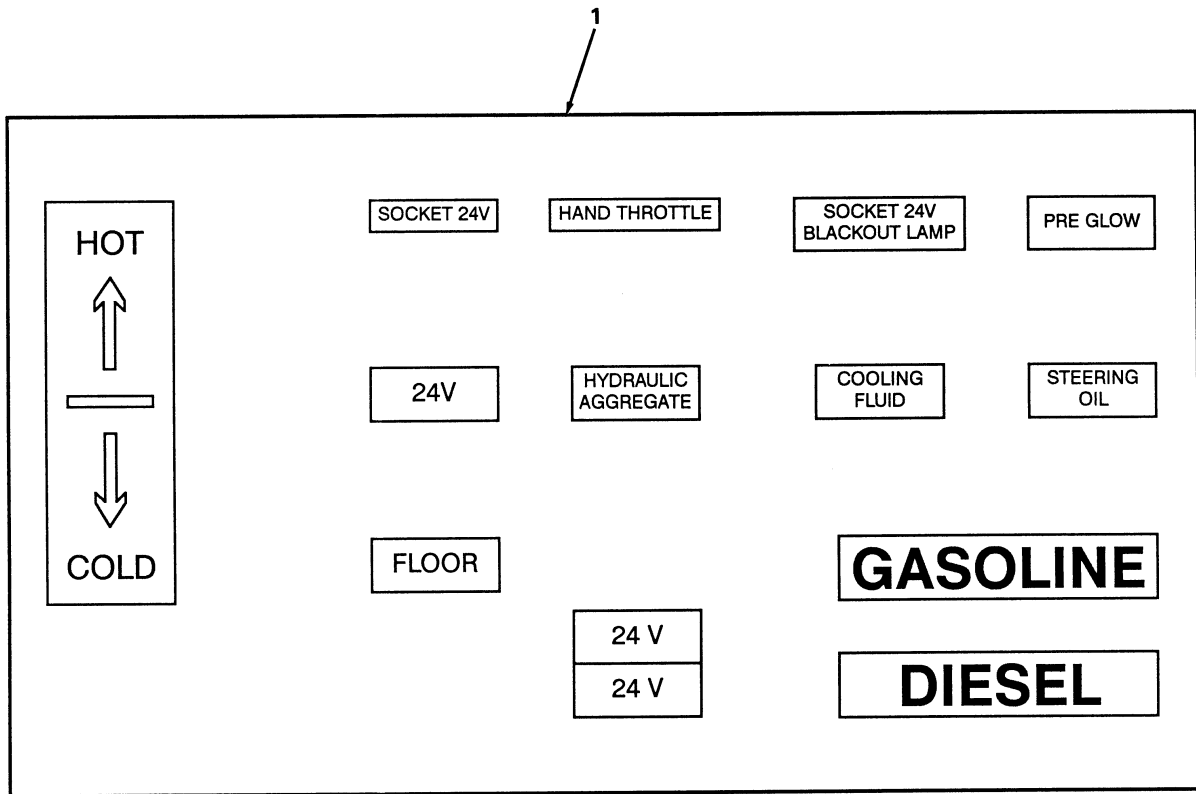 1
HOT
COLD
SOCKET 24V
HAND THROTTLE
SOCKET 24V
BLACKOUT LAMP
PRE GLOW
24V
HYDRAULIC
AGGREGATE
COOLING
FLUID
STEERING
OIL
FLOOR
24 V
24 V
GASOLINE
DIESEL